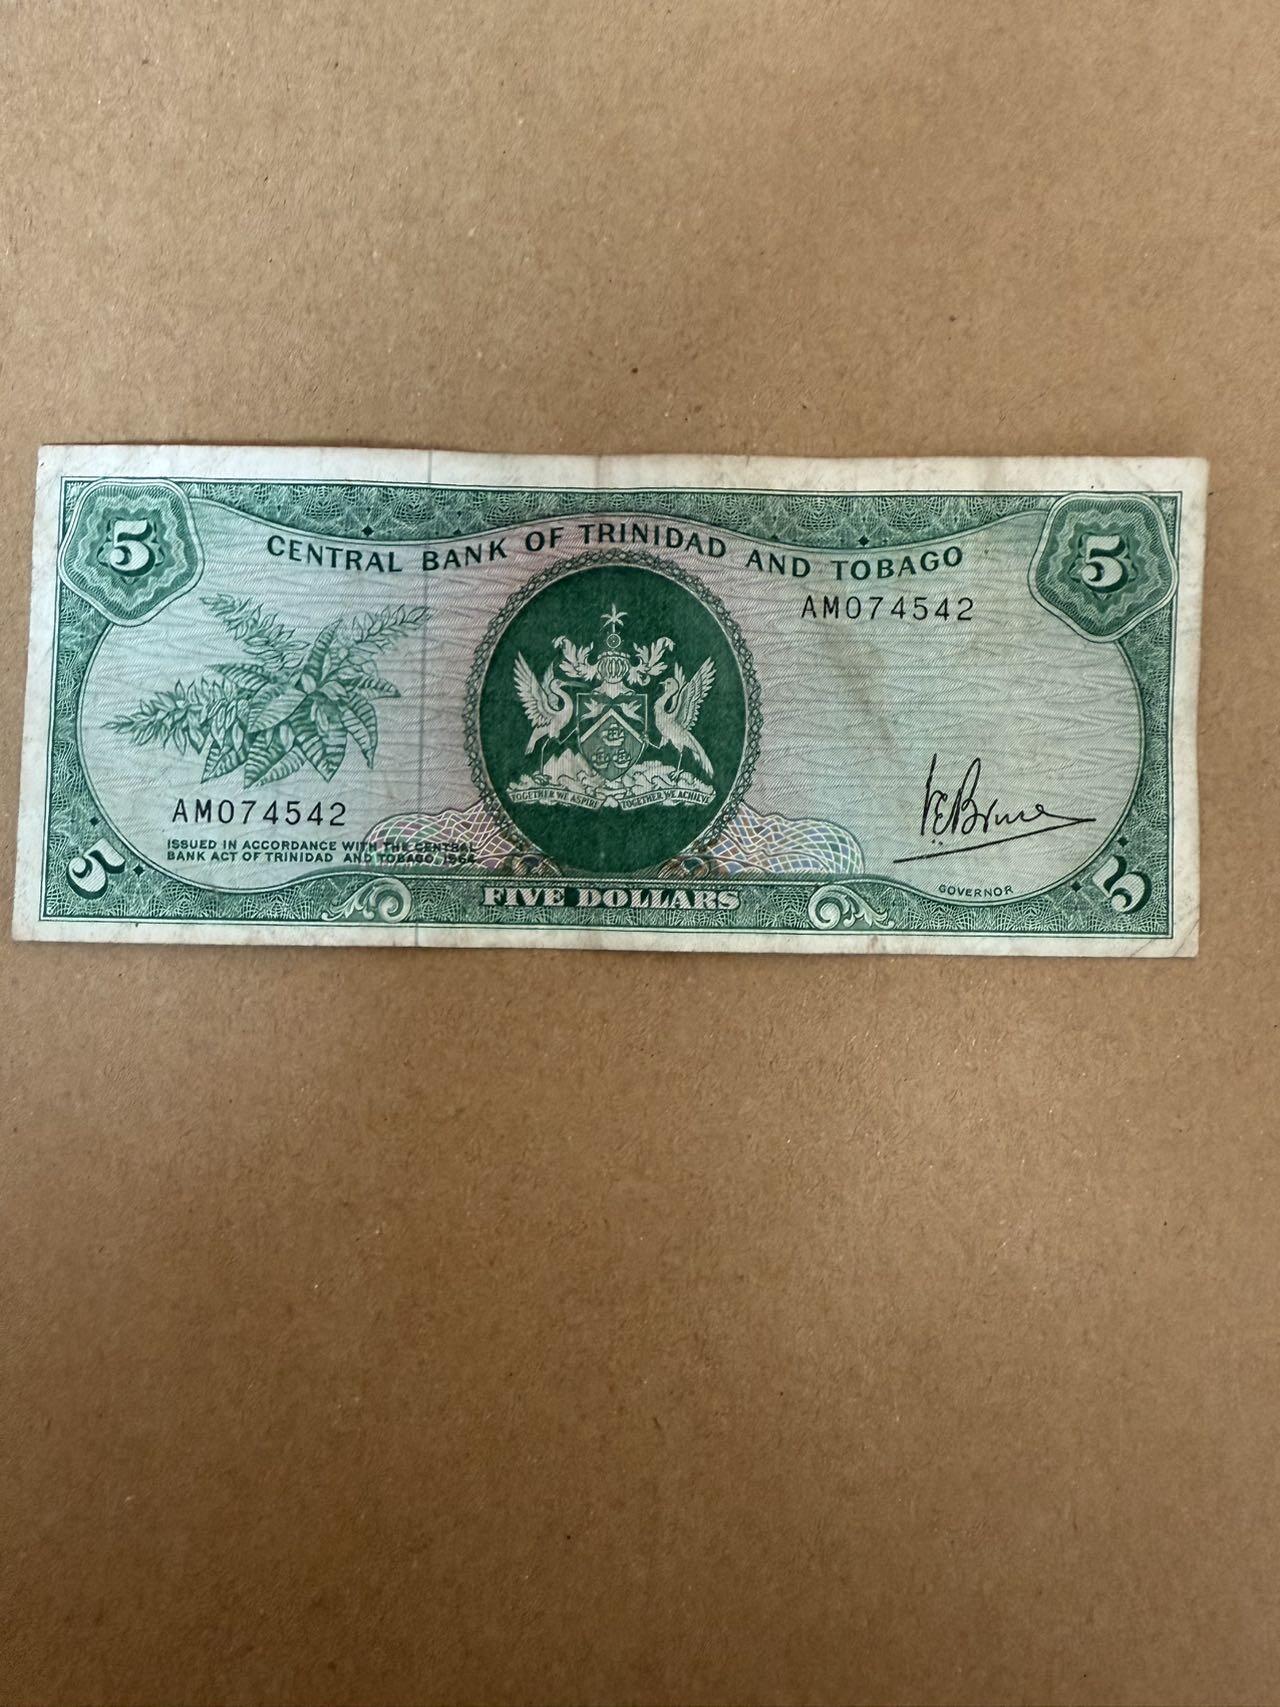 5
5
CENTRAL BANK OF TRINIDAD AND TOBAGO
AM074542
TOGETHER WE ASPIRE TOGETHER WE ACHIEVE
AM074542
ISSUED IN ACCORDANCE WITH THE CENTRAL
BANK ACT OF TRINIDAD AND TOBAGO, 1964
GOVERNOR
5
FIVE DOLLARS
5